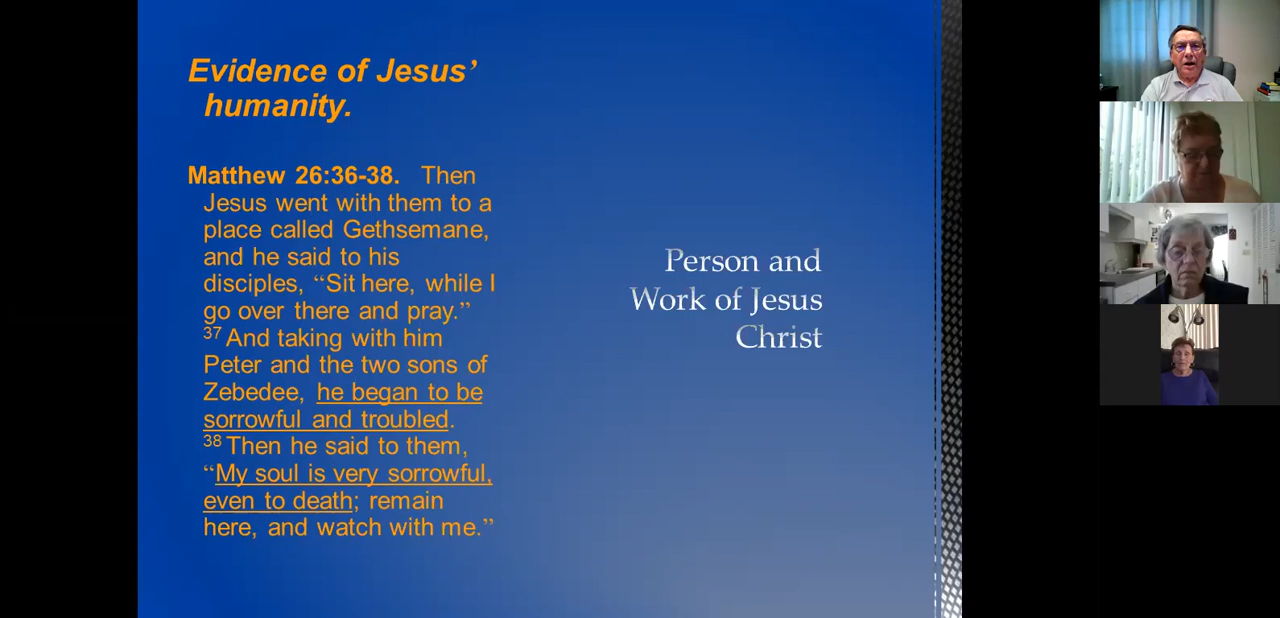 Evidence of Jesus’
humanity.
Matthew 26:36-38. Then
Jesus went with them to a
place called Gethsemane,
and he said to his
disciples, “Sit here, while I
go over there and pray.”
37 And taking with him
Peter and the two sons of
Zebedee, he began to be
sorrowful and troubled.
38 Then he said to them,
“My soul is very sorrowful,
even to death; remain
here, and watch with me.”
Person and
Work of Jesus
Christ